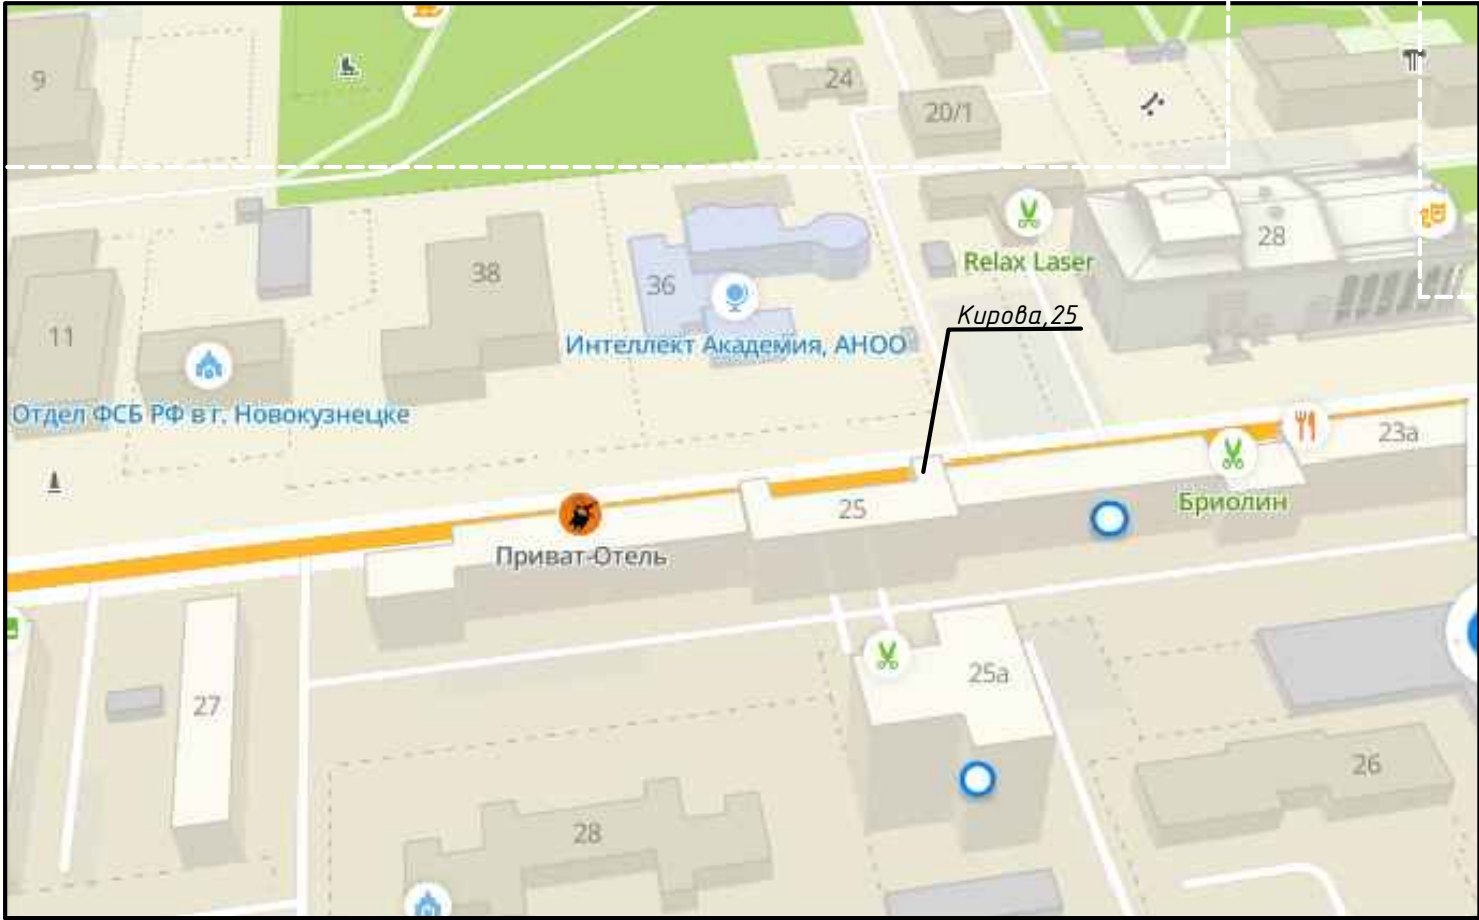 9
24
20/1
28
Relax Laser
38
36
11
Кирова,25
Интеллект Академия, АНОО
Отдел ФСБ РФ в г. Новокузнецке
23а
25
Бриолин
Приват-Отель
25а
27
26
28